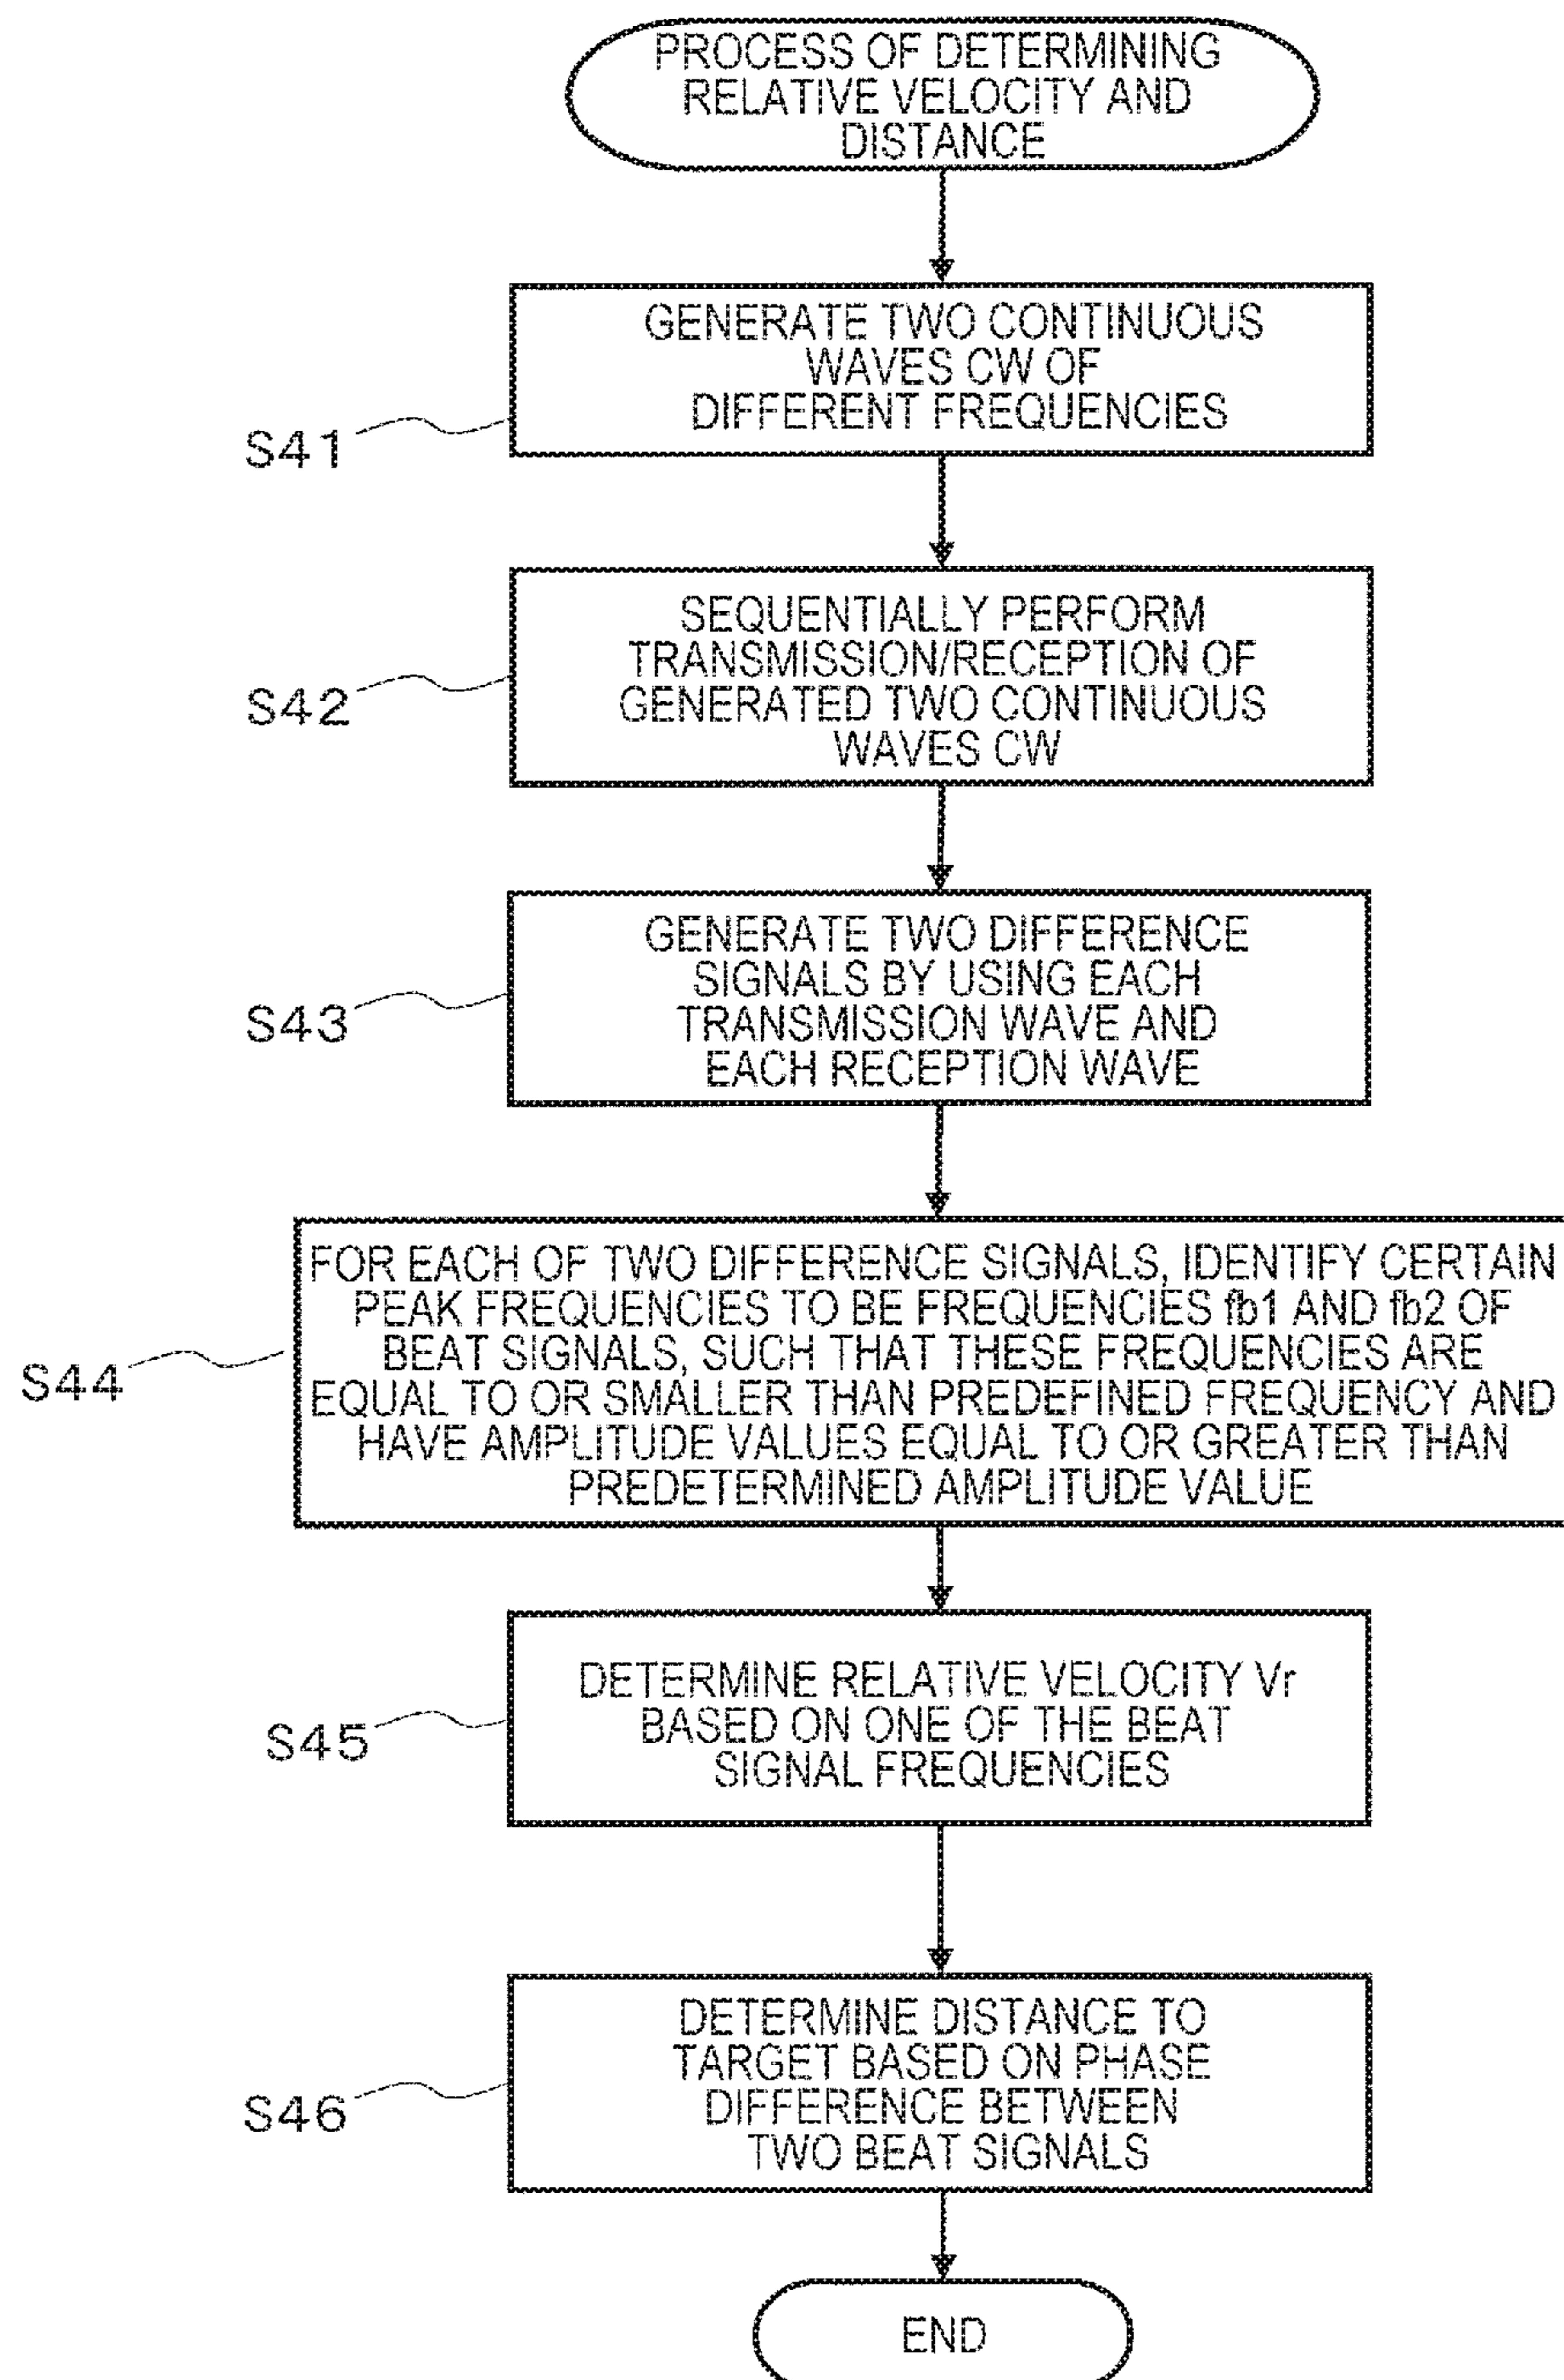 PROCESS OF DETERMINING
RELATIVE VELOCITY AND
DISTANCE
GENERATE TWO CONTINUOUS
WAVES CW OF
DIFFERENT FREQUENCIES
S41
SEQUENTIALLY PERFORM
TRANSMISSION/RECEPTION OF
GENERATED TWO CONTINUOUS
WAVES CW
S42
GENERATE TWO DIFFERENCE
SIGNALS BY USING EACH
TRANSMISSION WAVE AND
EACH RECEPTION WAVE
S43
FOR EACH OF TWO DIFFERENCE SIGNALS, IDENTIFY CERTAIN
PEAK FREQUENCIES TO BE FREQUENCIES fb1 AND fb2 OF
BEAT SIGNALS, SUCH THAT THESE FREQUENCIES ARE
EQUAL TO OR SMALLER THAN PREDEFINED FREQUENCY AND
HAVE AMPLITUDE VALUES EQUAL TO OR GREATER THAN
PREDETERMINED AMPLITUDE VALUE
S44
DETERMINE RELATIVE VELOCITY Vr
BASED ON ONE OF THE BEAT
SIGNAL FREQUENCIES
S45
DETERMINE DISTANCE TO
TARGET BASED ON PHASE
DIFFERENCE BETWEEN
TWO BEAT SIGNALS
S46
END